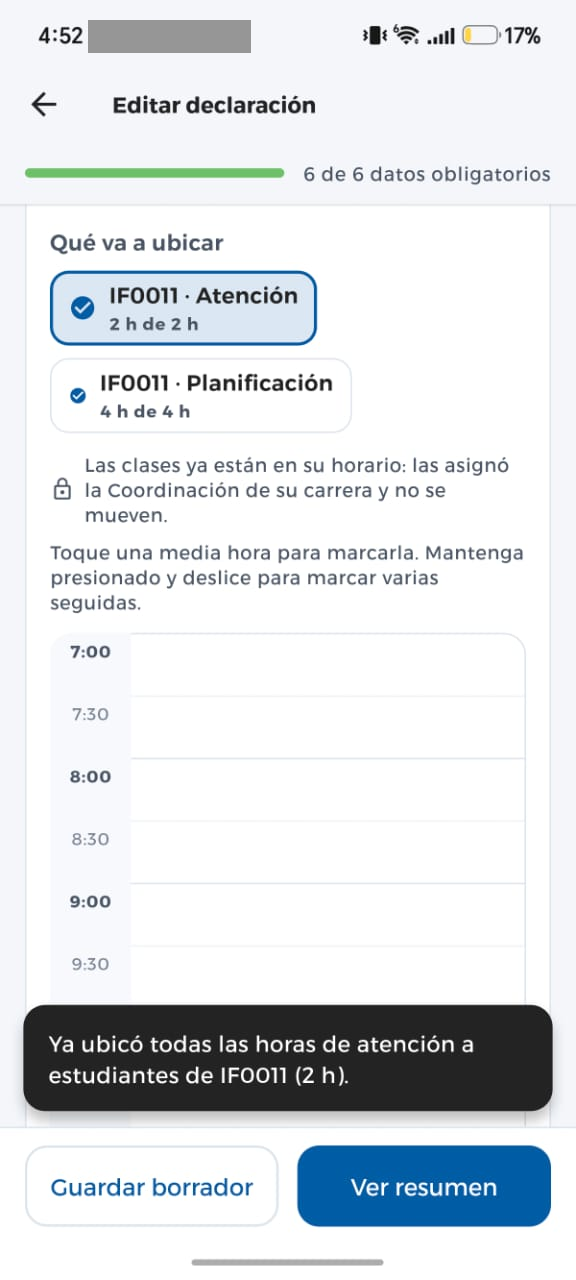 4:52
17%
Editar declaración
6 de 6 datos obligatorios
Qué va a ubicar
IF0011 · Atención
2 h de 2 h
IF0011 · Planificación
4 h de 4 h
Las clases ya están en su horario: las asignó
la Coordinación de su carrera y no se
mueven.
Toque una media hora para marcarla. Mantenga
presionado y deslice para marcar varias
seguidas.
7:00
7:30
8:00
8:30
9:00
9:30
Ya ubicó todas las horas de atención a
estudiantes de IF0011 (2 h).
Guardar borrador
Ver resumen